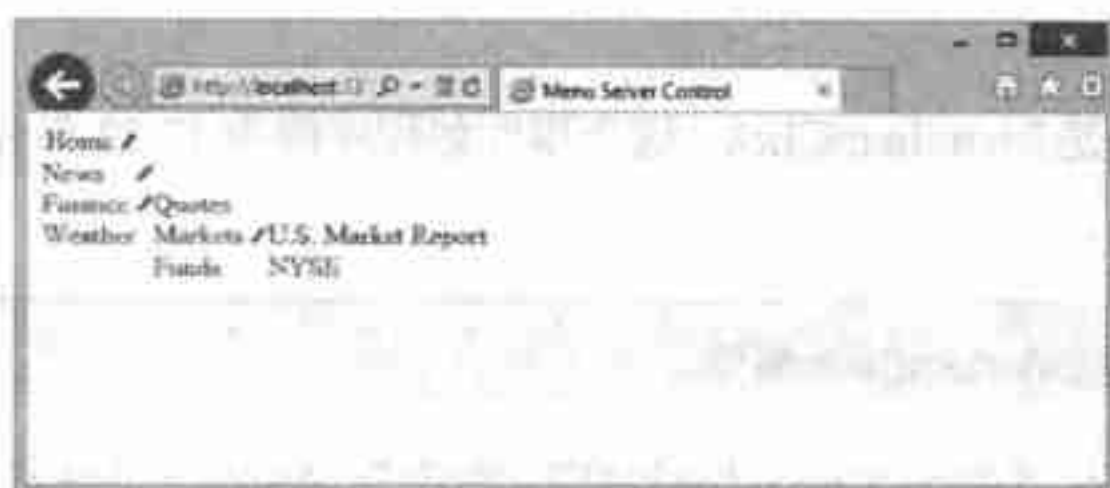 Menu Server Control
Home
News
Finance Quotes
Weather Markets U.S. Market Report
Funds NYSE